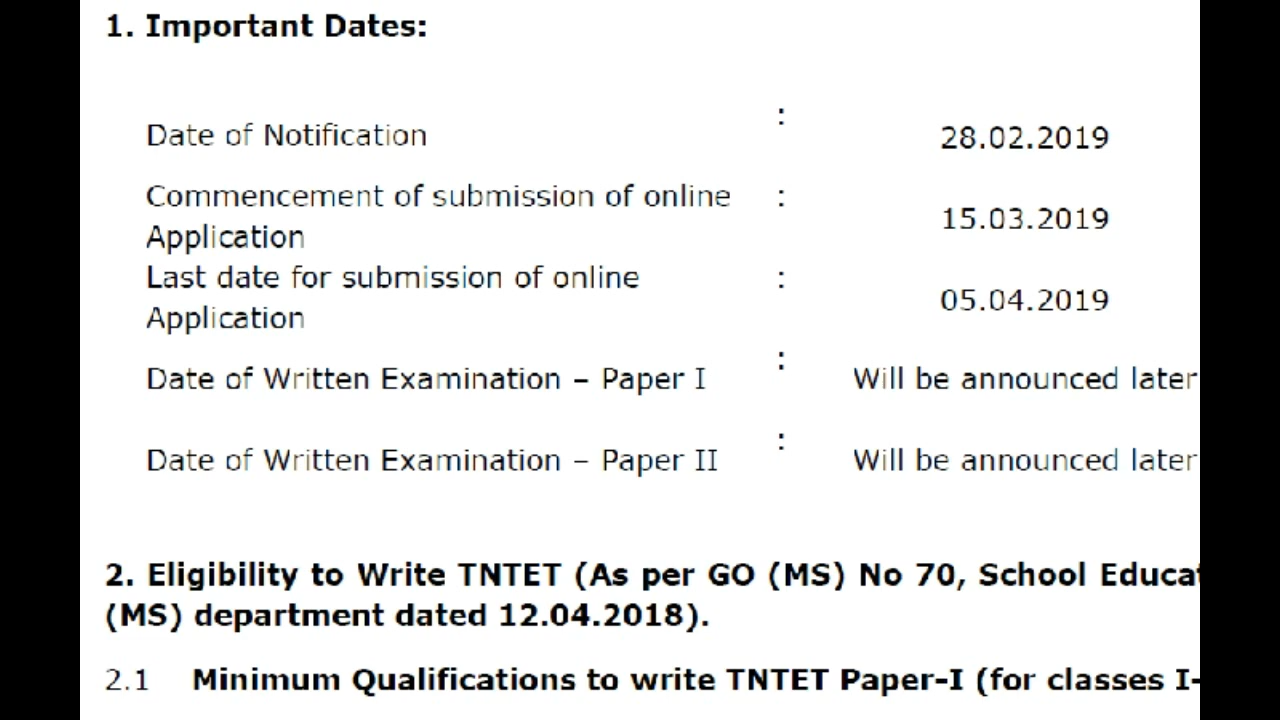 1. Important Dates:
Date of Notification : 28.02.2019
Commencement of submission of online : 
Application 15.03.2019
Last date for submission of online :
Application 05.04.2019
Date of Written Examination – Paper I : Will be announced later
Date of Written Examination – Paper II : Will be announced later
2. Eligibility to Write TNTET (As per GO (MS) No 70, School Educat
(MS) department dated 12.04.2018).
2.1 Minimum Qualifications to write TNTET Paper-I (for classes I-